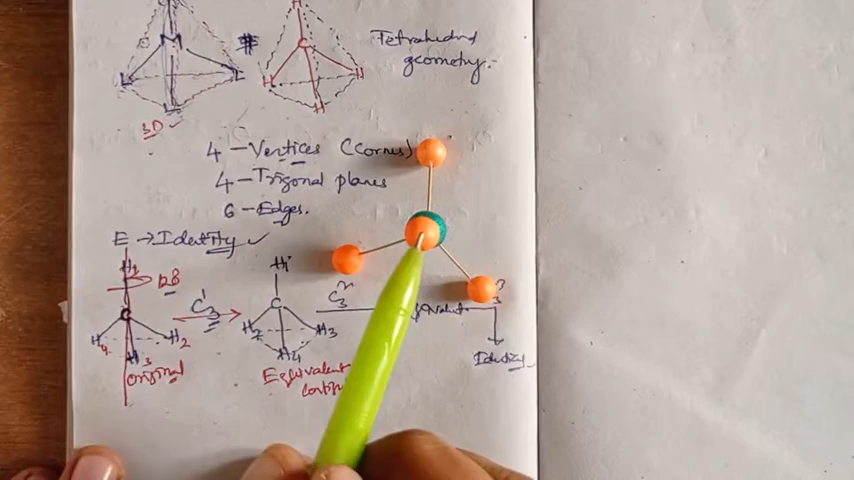 Tetrahedral
geometry.
3D
4 - Vertices (Corners)
4 - Trigonal planes
6 - Edges.
E → Identity
H1
C
H4 H2
H3
original
C3
H1
C
H2 H3
H4
Equivalent
C3
Identity